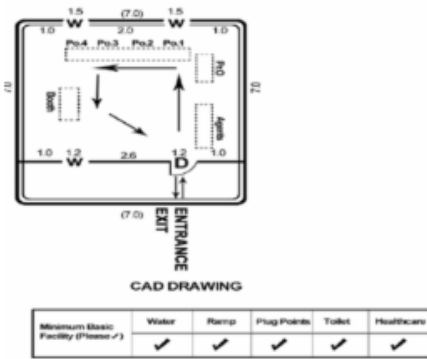 1.5 (7.0) 1.5
W W
1.0 2.0 1.0
Po.4 Po.3 Po.2 Po.1
PrO
7.0 7.0
Booth
Agents
1.0 1.2 2.6 1.2 1.0
W D
(7.0)
EXIT
ENTRANCE
CAD DRAWING
Minimum Basic Facility (Please ✓) Water Ramp Plug Points Toilet Healthcare
✓ ✓ ✓ ✓ ✓